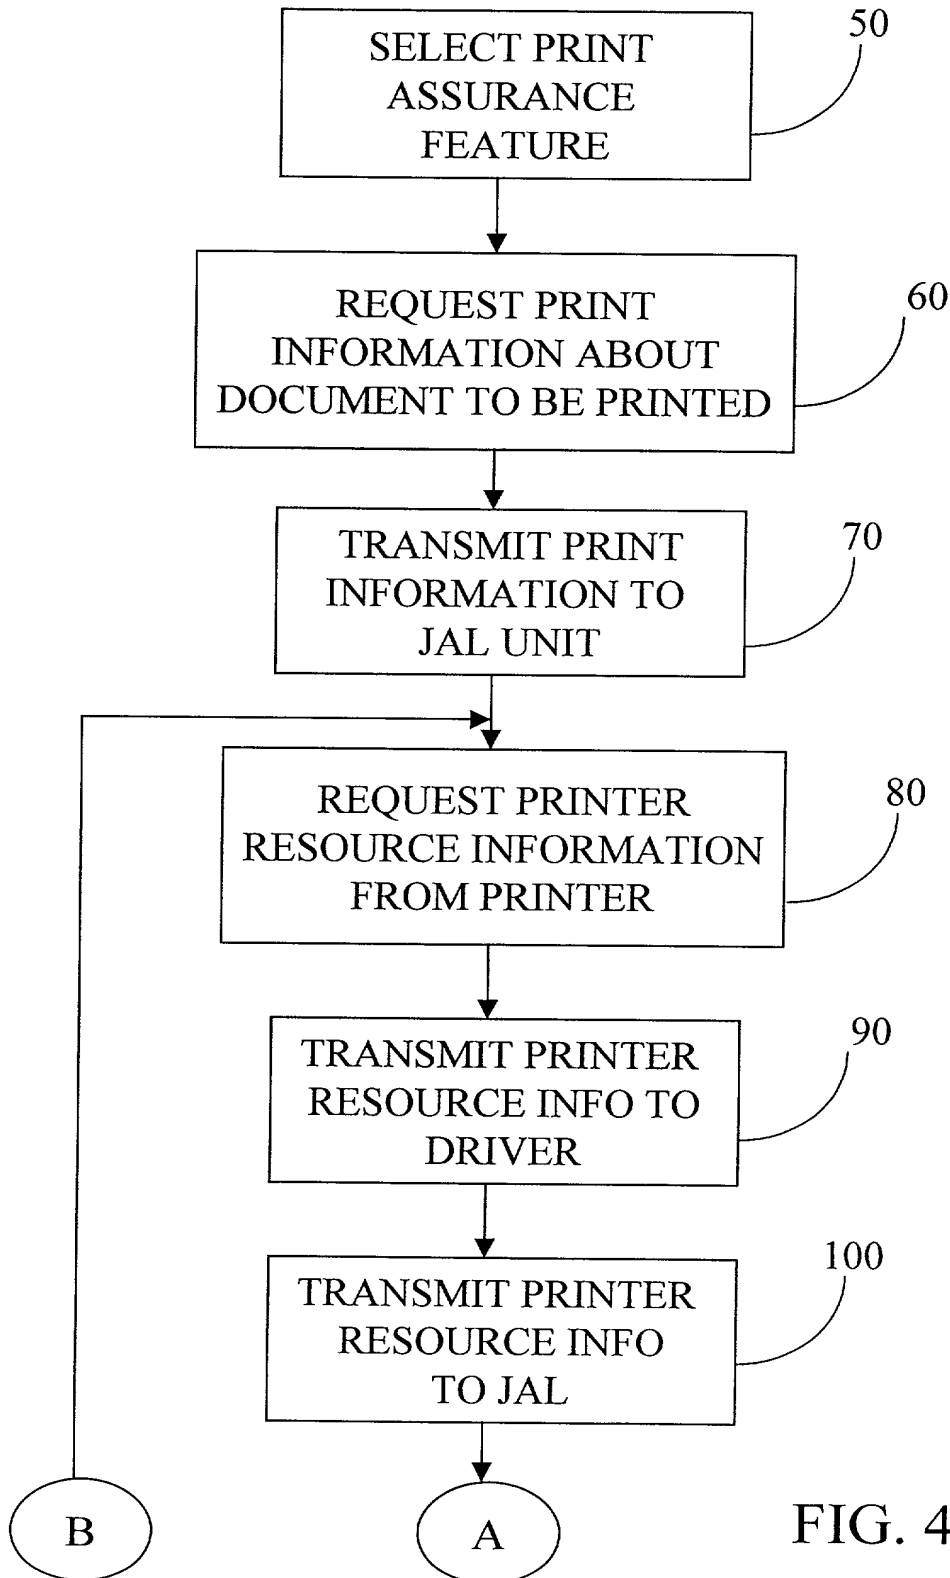 SELECT PRINT
ASSURANCE
FEATURE
50
REQUEST PRINT
INFORMATION ABOUT
DOCUMENT TO BE PRINTED
60
TRANSMIT PRINT
INFORMATION TO
JAL UNIT
70
REQUEST PRINTER
RESOURCE INFORMATION
FROM PRINTER
80
TRANSMIT PRINTER
RESOURCE INFO TO
DRIVER
90
TRANSMIT PRINTER
RESOURCE INFO
TO JAL
100
B
A
FIG. 4